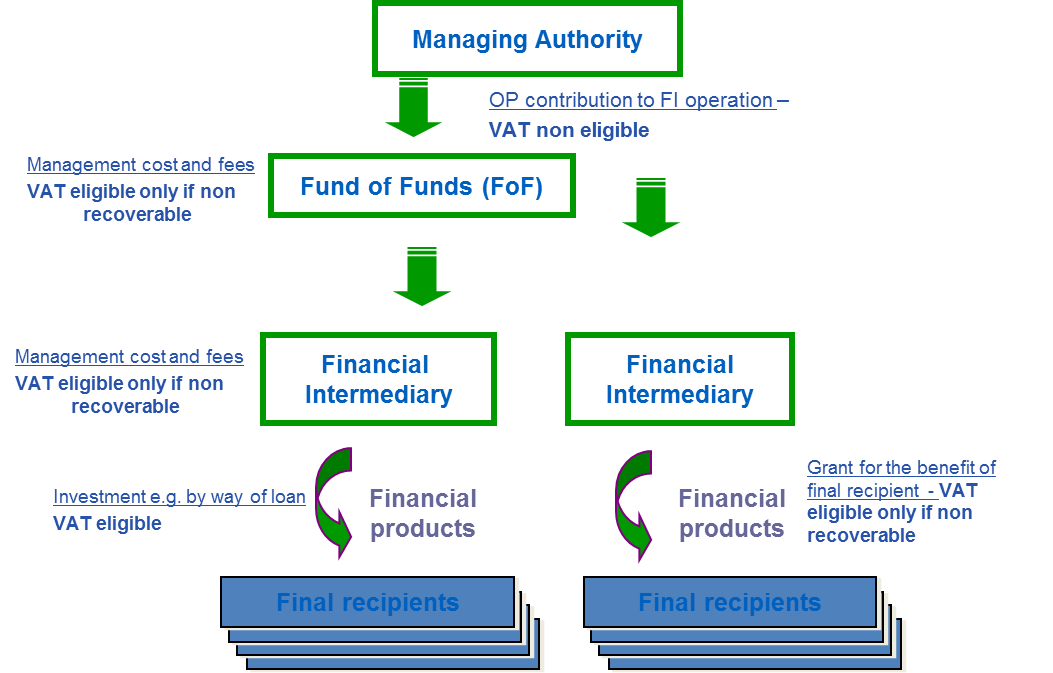 Managing Authority
OP contribution to FI operation –
VAT non eligible
Management cost and fees
VAT eligible only if non
recoverable
Fund of Funds (FoF)
Management cost and fees
VAT eligible only if non
recoverable
Financial
Intermediary
Financial
Intermediary
Investment e.g. by way of loan
VAT eligible
Financial
products
Financial
products
Grant for the benefit of
final recipient - VAT
eligible only if non
recoverable
Final recipients
Final recipients